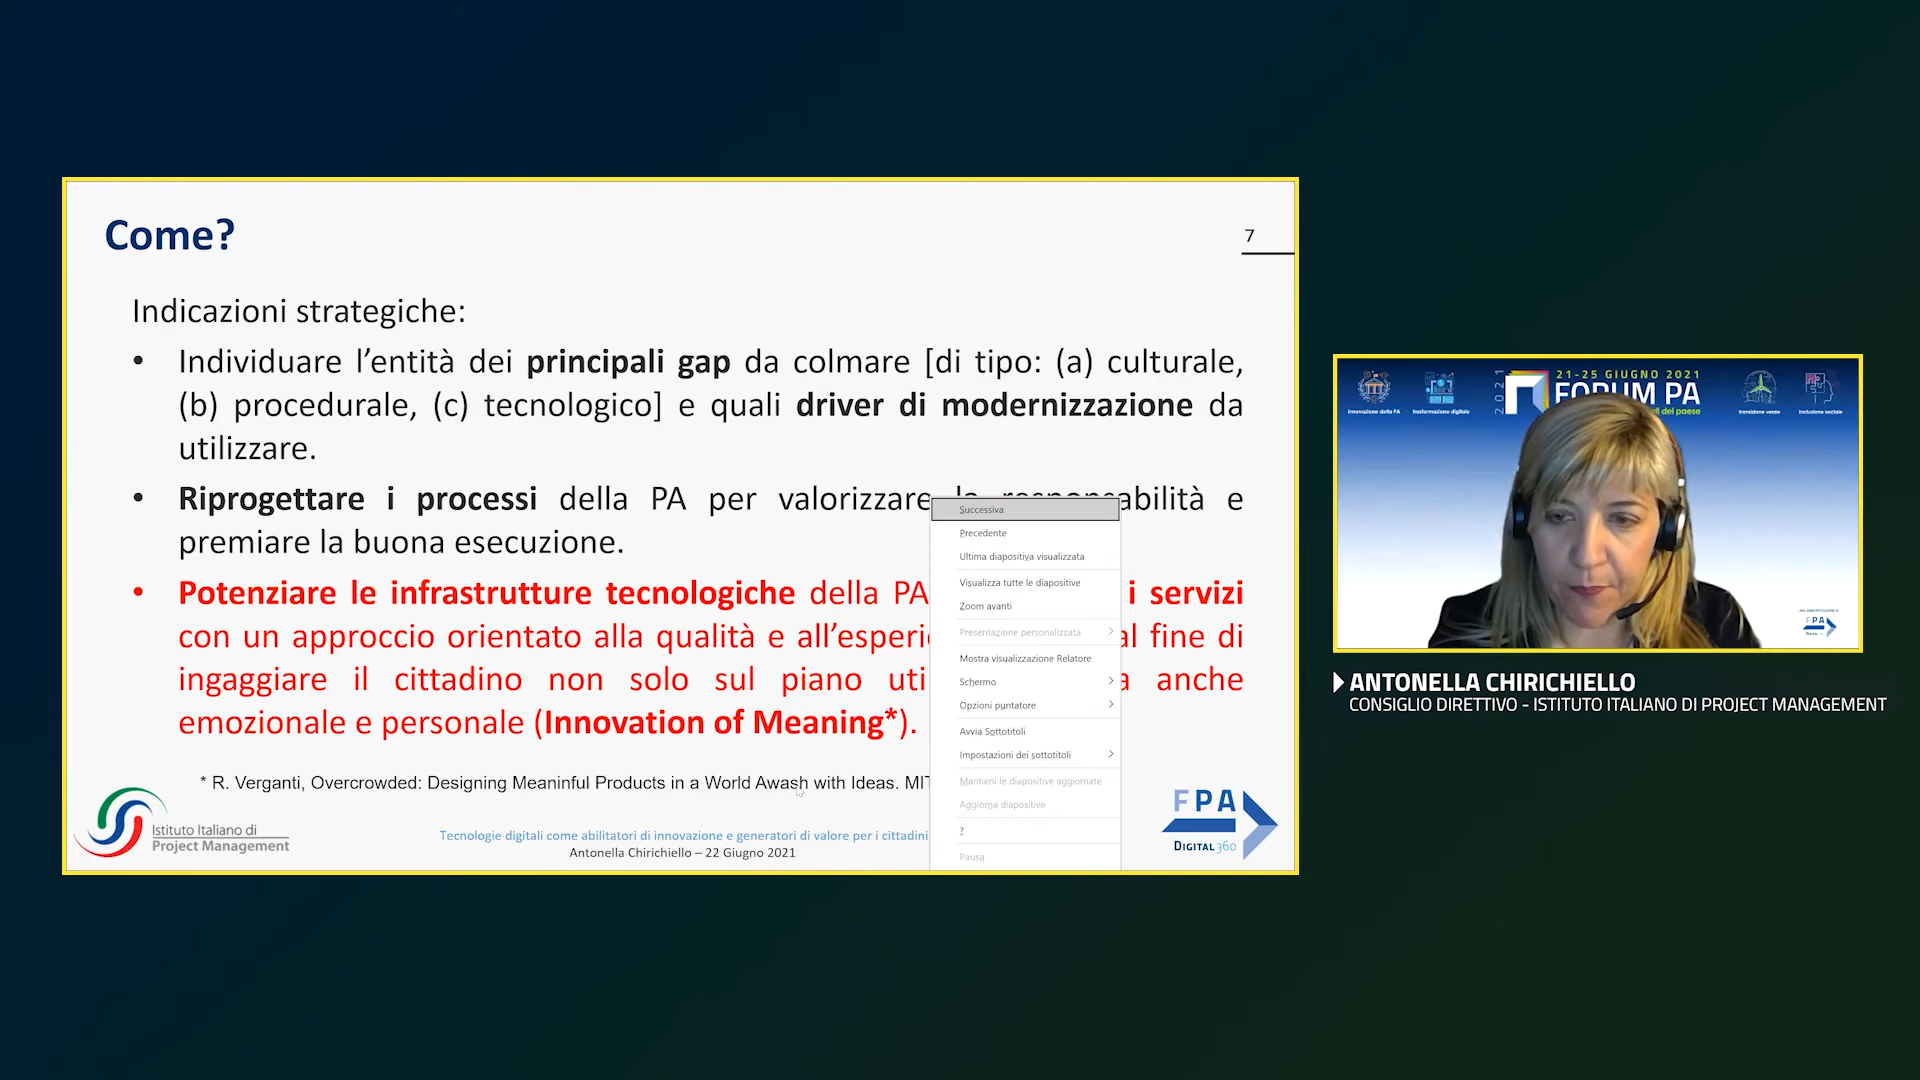 Come?
7
Indicazioni strategiche:
• Individuare l’entità dei principali gap da colmare [di tipo: (a) culturale,
(b) procedurale, (c) tecnologico] e quali driver di modernizzazione da
utilizzare.
• Riprogettare i processi della PA per valorizzare la responsabilità e
premiare la buona esecuzione.
• Potenziare le infrastrutture tecnologiche della PA i servizi
con un approccio orientato alla qualità e all’esperi al fine di
ingaggiare il cittadino non solo sul piano uti a anche
emozionale e personale (Innovation of Meaning*).
* R. Verganti, Overcrowded: Designing Meaninful Products in a World Awash with Ideas. MIT
Istituto Italiano di
Project Management
Tecnologie digitali come abilitatori di innovazione e generatori di valore per i cittadini
Antonella Chirichiello – 22 Giugno 2021
FPA
DIGITAL360
Successiva
Precedente
Ultima diapositiva visualizzata
Visualizza tutte le diapositive
Zoom avanti
Presentazione personalizzata
Mostra visualizzazione Relatore
Schermo
Opzioni puntatore
Avvia Sottotitoli
Impostazioni dei sottotitoli
Mantieni le diapositive aggiornate
Aggiorna diapositive
?
Pausa
innovazione della PA
trasformazione digitale
2021
21-25 GIUGNO 2021
FORUM PA
del paese
transizione verde
inclusione sociale
FPA
ANTONELLA CHIRICHIELLO
CONSIGLIO DIRETTIVO - ISTITUTO ITALIANO DI PROJECT MANAGEMENT